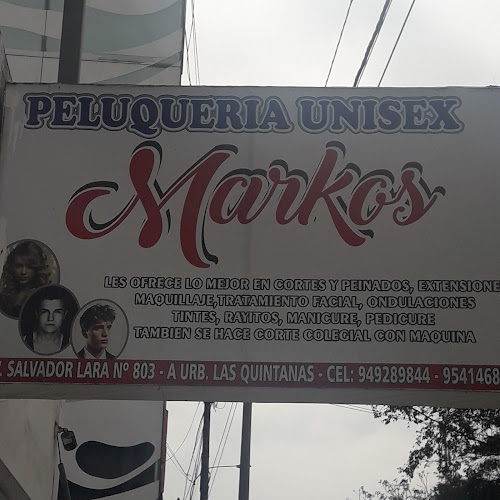 PELUQUERIA UNISEX
Markos
LES OFRECE LO MEJOR EN CORTES Y PEINADOS, EXTENSIONE
MAQUILLAJE, TRATAMIENTO FACIAL, ONDULACIONES
TINTES, RAYITOS, MANICURE, PEDICURE
TAMBIEN SE HACE CORTE COLEGIAL CON MAQUINA
. SALVADOR LARA Nº 803 - A URB. LAS QUINTANAS - CEL: 949289844 - 9541468